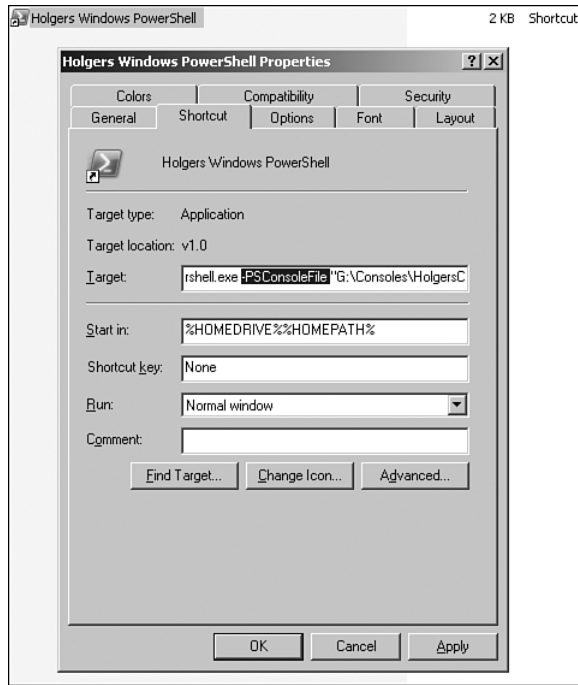 Holgers Windows PowerShell 2 KB Shortcut
Holgers Windows PowerShell Properties
Colors Compatibility Security
General Shortcut Options Font Layout
Holgers Windows PowerShell
Target type: Application
Target location: v1.0
Target: rshell.exe -PSConsoleFile "G:\Consoles\HolgersC
Start in: %HOMEDRIVE%%HOMEPATH%
Shortcut key: None
Run: Normal window
Comment:
Find Target... Change Icon... Advanced...
OK Cancel Apply